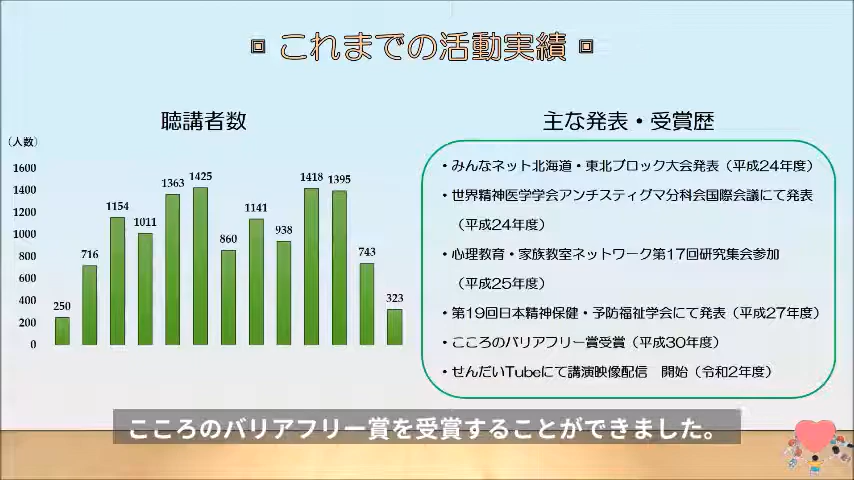 これまでの活動実績
聴講者数
(人数)
1600
1400
1200
1000
800
600
400
200
0
250
716
1154
1011
1363
1425
860
1141
938
1418
1395
743
323
主な発表・受賞歴
・みんなネット北海道・東北ブロック大会発表（平成24年度）
・世界精神医学学会アンチスティグマ分科会国際会議にて発表
（平成24年度）
・心理教育・家族教室ネットワーク第17回研究集会参加
（平成25年度）
・第19回日本精神保健・予防福祉学会にて発表（平成27年度）
・こころのバリアフリー賞受賞（平成30年度）
・せんだいTubeにて講演映像配信　開始（令和2年度）
こころのバリアフリー賞を受賞することができました。